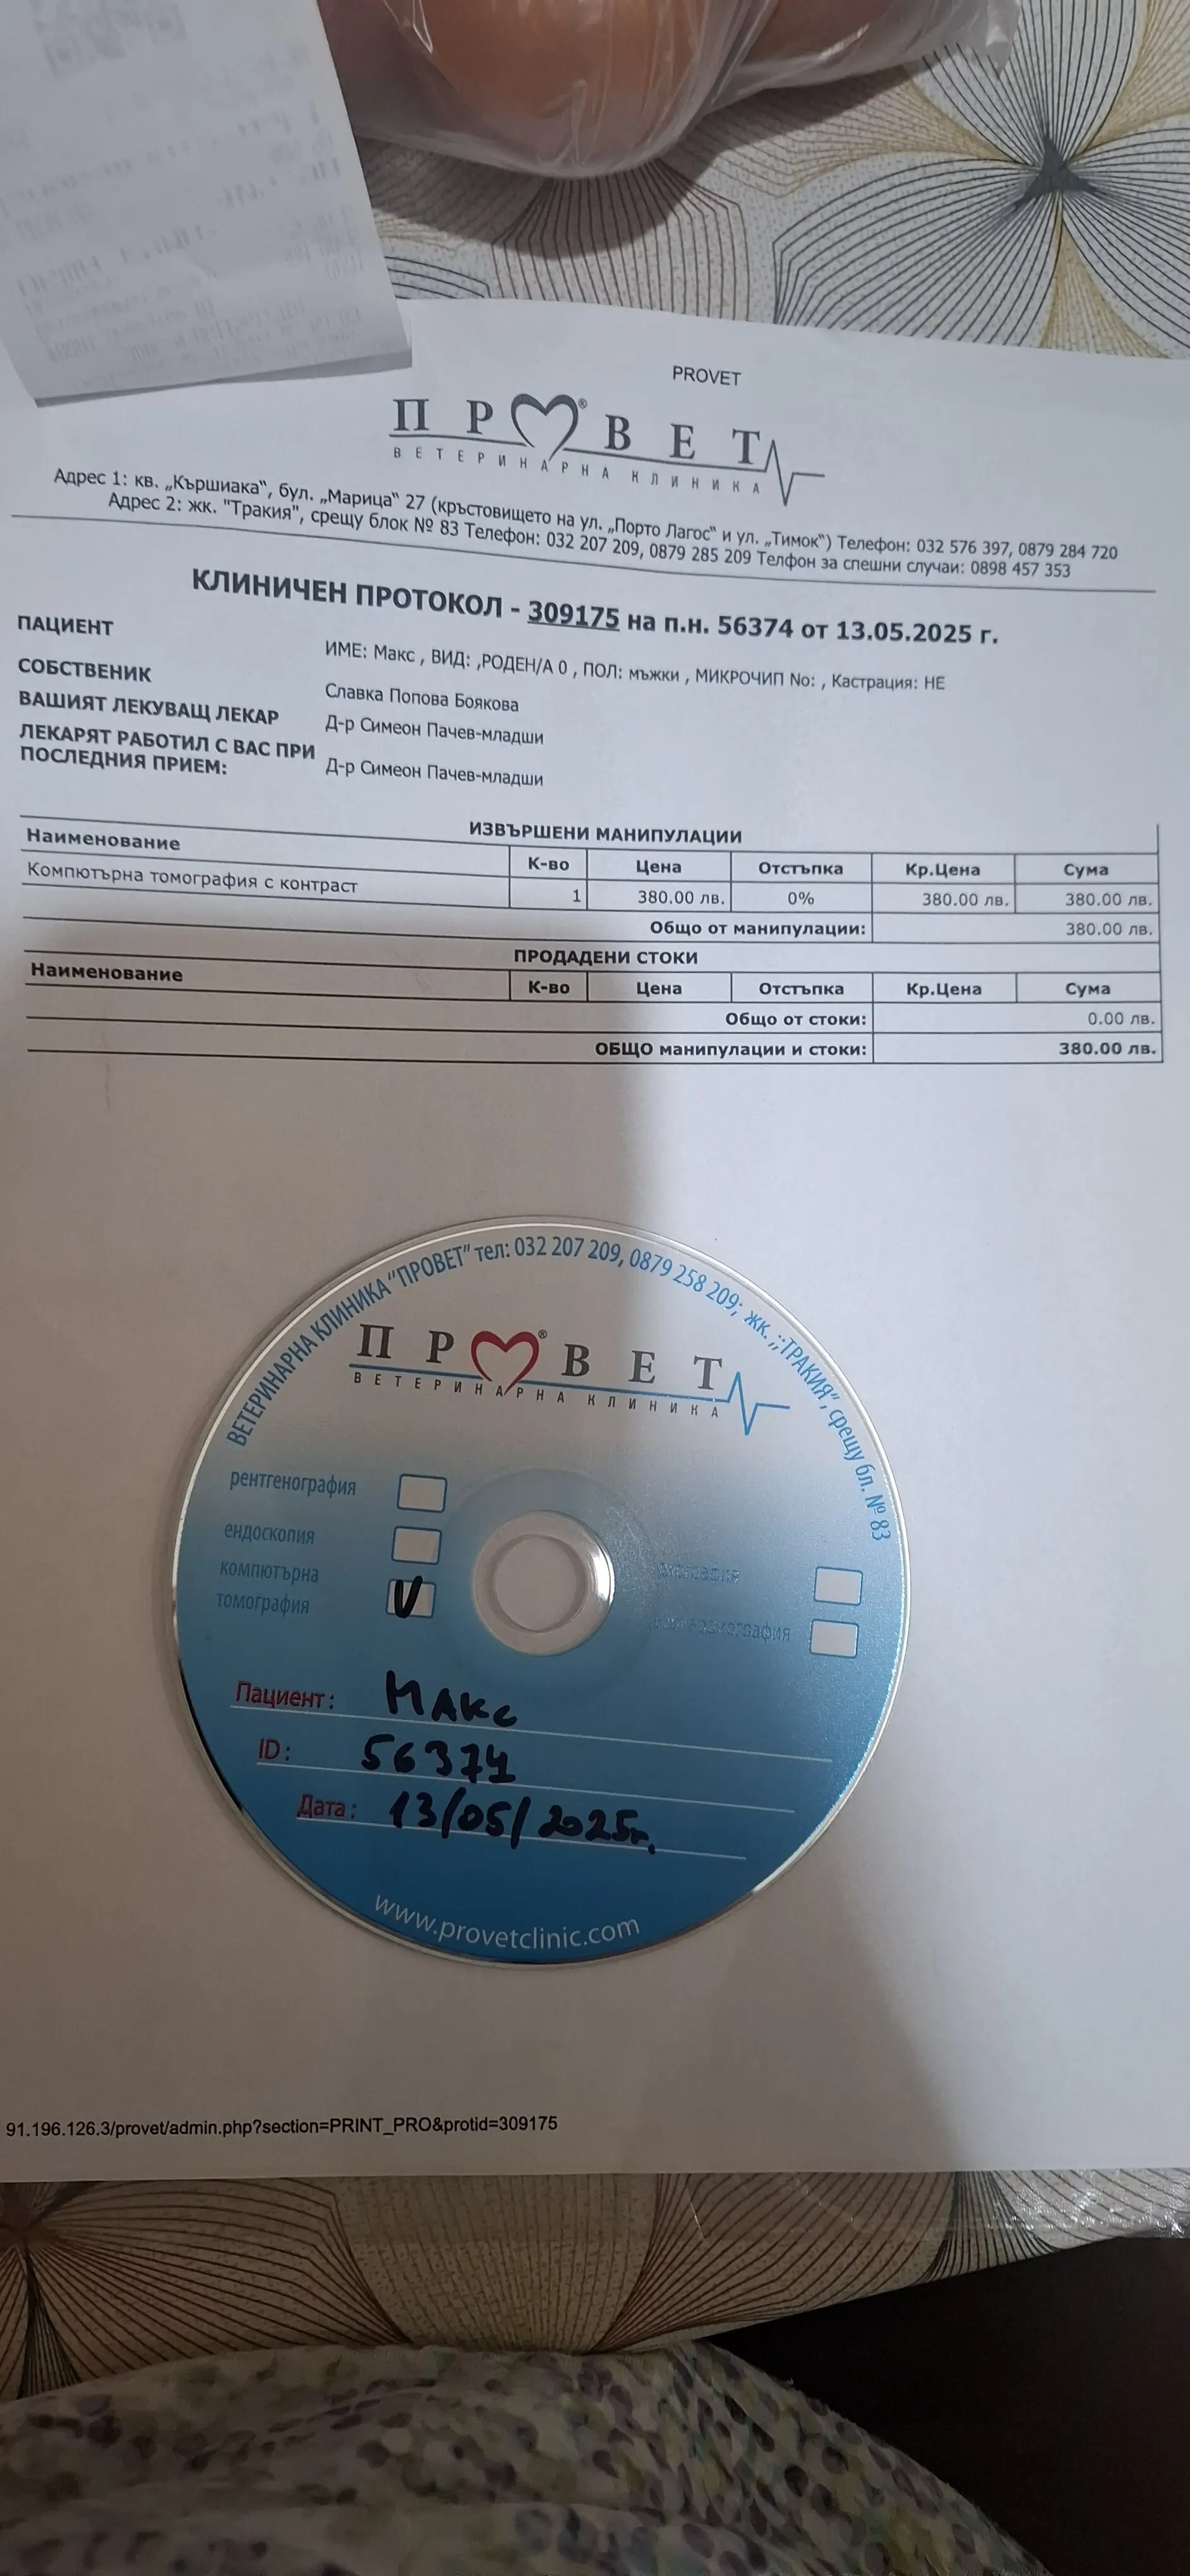 PROVET
ПРОВЕТ®
ВЕТЕРИНАРНА КЛИНИКА
Адрес 1: кв. „Кършиака“, бул. „Марица“ 27 (кръстовището на ул. „Порто Лагос“ и ул. „Тимок“) Телефон: 032 576 397, 0879 284 720
Адрес 2: жк. "Тракия", срещу блок № 83 Телефон: 032 207 209, 0879 285 209 Телфон за спешни случаи: 0898 457 353
КЛИНИЧЕН ПРОТОКОЛ - 309175 на п.н. 56374 от 13.05.2025 г.
ПАЦИЕНТ ИМЕ: Макс , ВИД: ,РОДЕН/А 0 , ПОЛ: мъжки , МИКРОЧИП No: , Кастрация: НЕ
СОБСТВЕНИК Славка Попова Боякова
ВАШИЯТ ЛЕКУВАЩ ЛЕКАР Д-р Симеон Пачев-младши
ЛЕКАРЯТ РАБОТИЛ С ВАС ПРИ
ПОСЛЕДНИЯ ПРИЕМ: Д-р Симеон Пачев-младши
ИЗВЪРШЕНИ МАНИПУЛАЦИИ
Наименование К-во Цена Отстъпка Кр.Цена Сума
Компютърна томография с контраст 1 380.00 лв. 0% 380.00 лв. 380.00 лв.
Общо от манипулации: 380.00 лв.
ПРОДАДЕНИ СТОКИ
Наименование К-во Цена Отстъпка Кр.Цена Сума
Общо от стоки: 0.00 лв.
ОБЩО манипулации и стоки: 380.00 лв.
ВЕТЕРИНАРНА КЛИНИКА "ПРОВЕТ" тел: 032 207 209, 0879 258 209; жк. ,,ТРАКИЯ", срещу бл. № 83
ПРОВЕТ®
ВЕТЕРИНАРНА КЛИНИКА
рентгенография
ендоскопия
компютърна
томография V
Пациент: Макс
ID: 56374
Дата: 13/05/2025г.
www.provetclinic.com
91.196.126.3/provet/admin.php?section=PRINT_PRO&protid=309175